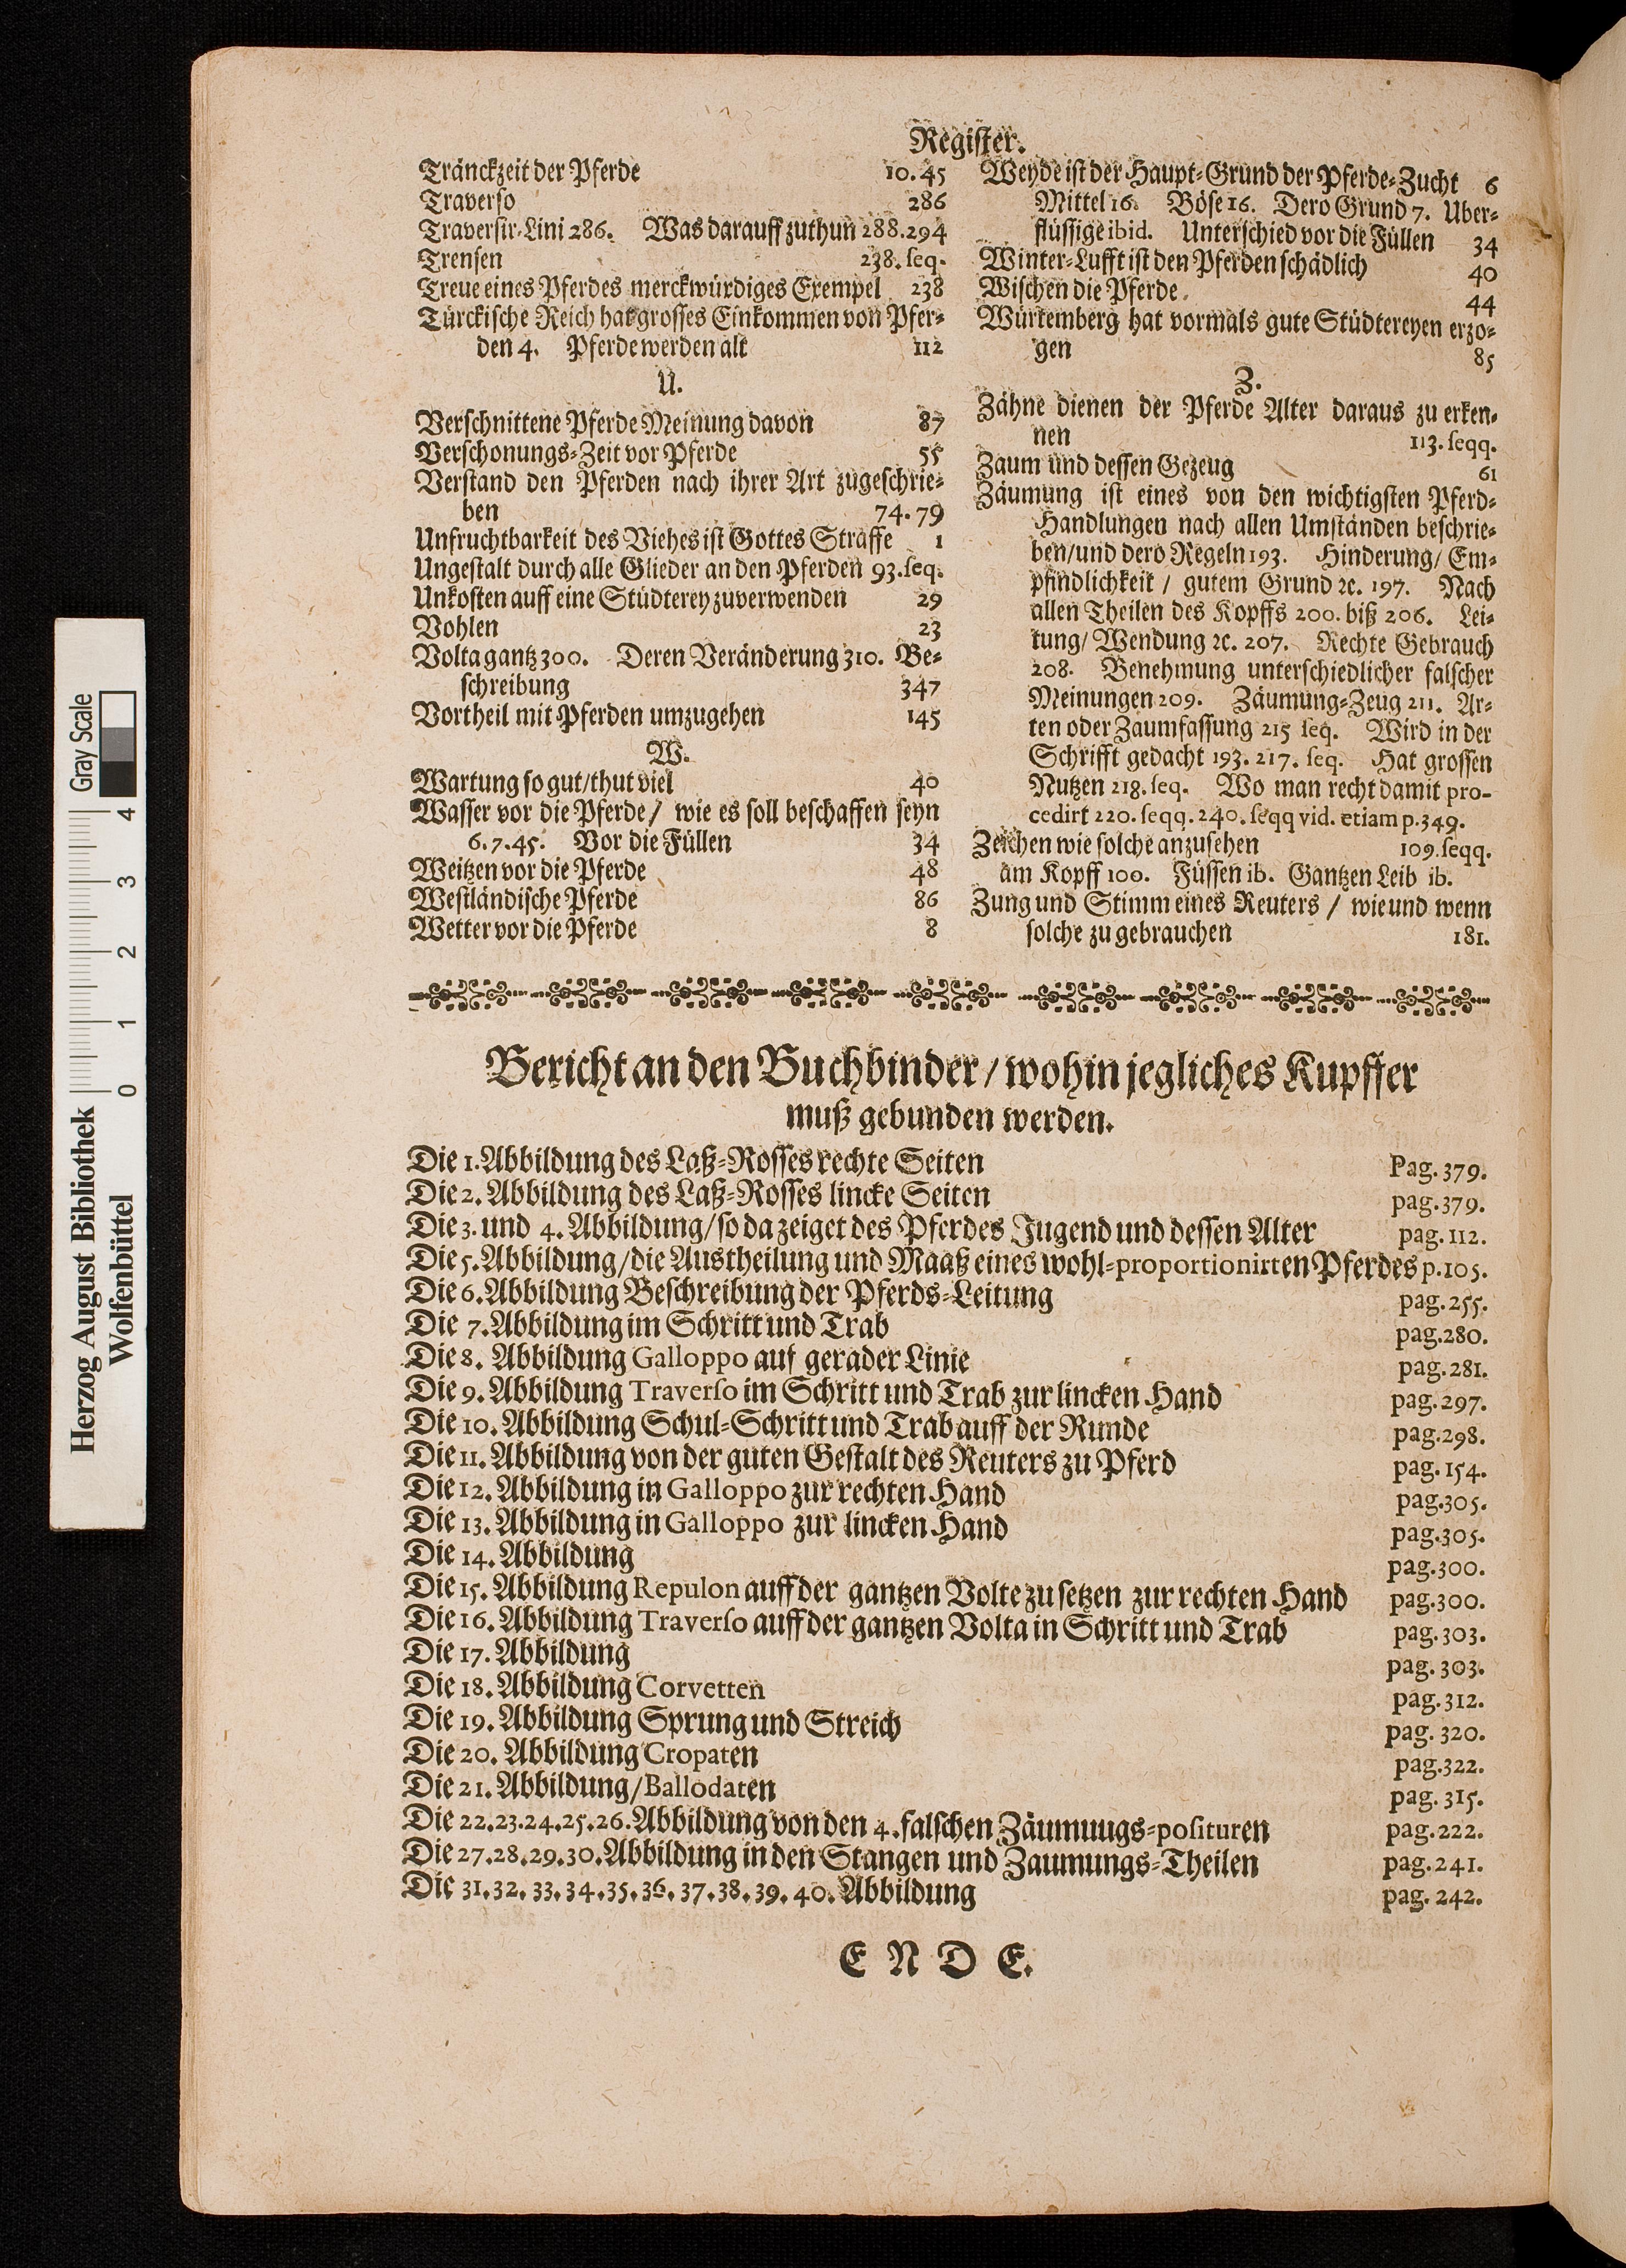 Register.
Tränckzeit der Pferde 10. 45
Traverso 286
Traversir-Lini 286. Was darauff zuthun 288. 294
Trensen 238. seq.
Treue eines Pferdes merckwürdiges Exempel 238
Türckische Reich hat grosses Einkommen von Pfer-
den 4. Pferde werden alt 112
U.
Verschnittene Pferde Meinung davon 87
Verschonungs-Zeit vor Pferde 55
Verstand den Pferden nach ihrer Art zugeschrie-
ben 74. 79
Unfruchtbarkeit des Viehes ist Gottes Straffe 1
Ungestalt durch alle Glieder an den Pferden 93. seq.
Unkosten auff eine Stüdterey zuverwenden 29
Vohlen 23
Volta gantz 300. Deren Veränderung 310. Be-
schreibung 347
Vortheil mit Pferden umzugehen 145
W.
Wartung so gut/thut viel 40
Wasser vor die Pferde/ wie es soll beschaffen seyn
6. 7. 45. Vor die Füllen 34
Weitzen vor die Pferde 48
Westländische Pferde 86
Wetter vor die Pferde 8
Weyde ist der Haupt-Grund der Pferde-Zucht 6
Mittel 16. Böse 16. Dero Grund 7. Uber-
flüssige ibid. Unterschied vor die Füllen 34
Winter-Lufft ist den Pferden schädlich 40
Wischen die Pferde 44
Würtemberg hat vormals gute Stüdtereyen erzo-
gen 85
Z.
Zähne dienen der Pferde Alter daraus zu erken-
nen 113. seqq.
Zaum und dessen Gezeug 61
Zäumung ist eines von den wichtigsten Pferd-
Handlungen nach allen Umständen beschrie-
ben/und dero Regeln 193. Hinderung/ Em-
pfindlichkeit / gutem Grund ꝛc. 197. Nach
allen Theilen des Kopffs 200. biß 206. Lei-
tung/ Wendung ꝛc. 207. Rechte Gebrauch
208. Benehmung unterschiedlicher falscher
Meinungen 209. Zäumung-Zeug 211. Ar-
ten oder Zaumfassung 215 seq. Wird in der
Schrifft gedacht 193. 217. seq. Hat grossen
Nutzen 218. seq. Wo man recht damit pro-
cedirt 220. seqq. 240. seqq vid. etiam p. 349.
Zeichen wie solche anzusehen 109. seqq.
am Kopff 100. Füssen ib. Gantzen Leib ib.
Zung und Stimm eines Reuters / wie und wenn
solche zu gebrauchen 181.
Bericht an den Buchbinder/ wohin jegliches Kupffer
muß gebunden werden.
Die 1. Abbildung des Laß-Rosses rechte Seiten Pag. 379.
Die 2. Abbildung des Laß-Rosses lincke Seiten pag. 379.
Die 3. und 4. Abbildung/ so da zeiget des Pferdes Jugend und dessen Alter pag. 112.
Die 5. Abbildung/ die Austheilung und Maaß eines wohl-proportionirten Pferdes p. 105.
Die 6. Abbildung Beschreibung der Pferds-Leitung pag. 255.
Die 7. Abbildung im Schritt und Trab pag. 280.
Die 8. Abbildung Galloppo auf gerader Linie pag. 281.
Die 9. Abbildung Traverso im Schritt und Trab zur lincken Hand pag. 297.
Die 10. Abbildung Schul-Schritt und Trab auff der Runde pag. 298.
Die 11. Abbildung von der guten Gestalt des Reuters zu Pferd pag. 154.
Die 12. Abbildung in Galloppo zur rechten Hand pag. 305.
Die 13. Abbildung in Galloppo zur lincken Hand pag. 305.
Die 14. Abbildung pag. 300.
Die 15. Abbildung Repulon auff der gantzen Volte zu setzen zur rechten Hand pag. 300.
Die 16. Abbildung Traverso auff der gantzen Volta in Schritt und Trab pag. 303.
Die 17. Abbildung pag. 303.
Die 18. Abbildung Corvetten pag. 312.
Die 19. Abbildung Sprung und Streich pag. 320.
Die 20. Abbildung Cropaten pag. 322.
Die 21. Abbildung/ Ballodaten pag. 315.
Die 22. 23. 24. 25. 26. Abbildung von den 4. falschen Zäumuugs-posituren pag. 222.
Die 27. 28. 29. 30. Abbildung in den Stangen und Zaumungs-Theilen pag. 241.
Die 31. 32. 33. 34. 35. 36. 37. 38. 39. 40. Abbildung pag. 242.
E N D E.
Herzog August Bibliothek
Wolfenbüttel
0 1 2 3 4
Gray Scale